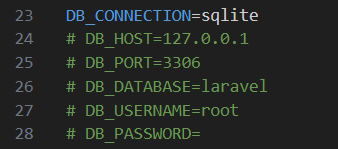 23 DB_CONNECTION=sqlite
24 # DB_HOST=127.0.0.1
25 # DB_PORT=3306
26 # DB_DATABASE=laravel
27 # DB_USERNAME=root
28 # DB_PASSWORD=